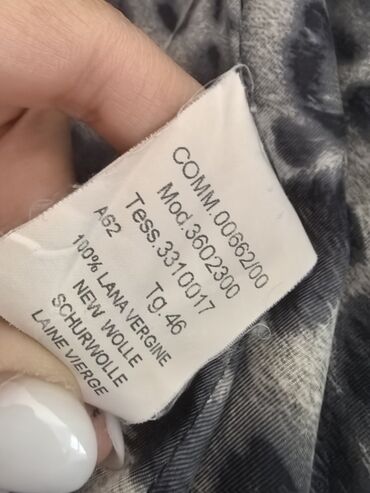 COMM.00662/00
Mod.3602300
Tess.3310017
Tg.46
A62
100% LANA VERGINE
NEW WOLLE
SCHURWOLLE
LAINE VIERGE